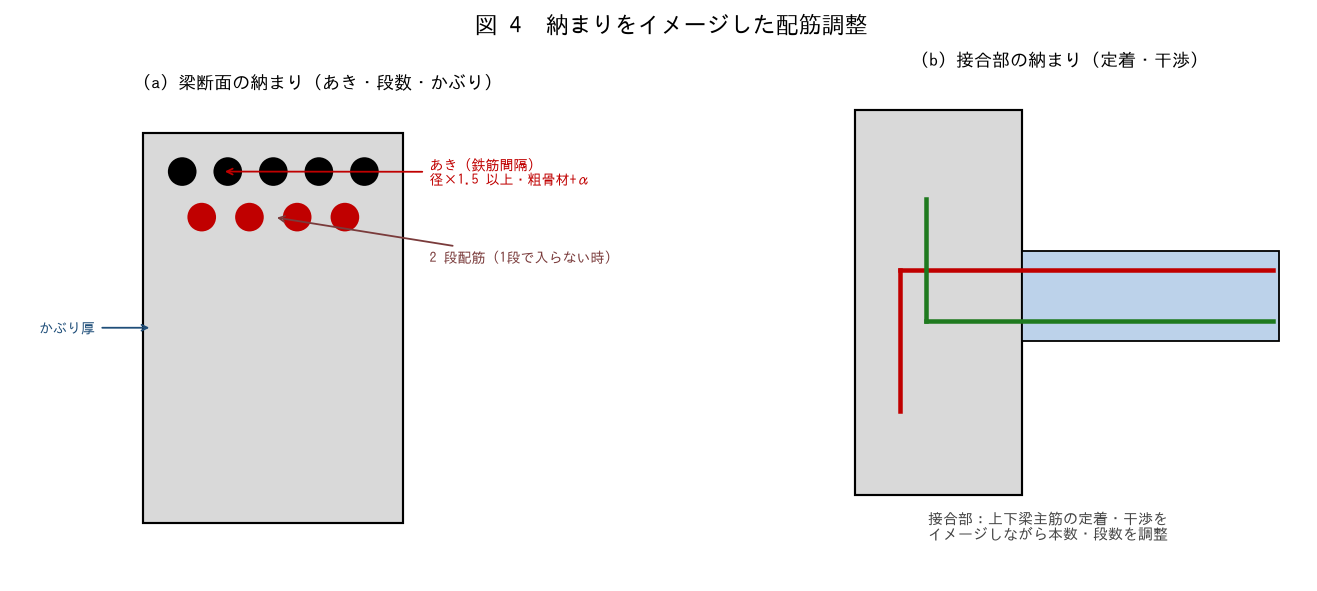 図 4　納まりをイメージした配筋調整
(a) 梁断面の納まり（あき・段数・かぶり）
(b) 接合部の納まり（定着・干渉）
あき（鉄筋間隔）
径×1.5 以上・粗骨材+α
2 段配筋（1段で入らない時）
かぶり厚
接合部：上下梁主筋の定着・干渉を
イメージしながら本数・段数を調整